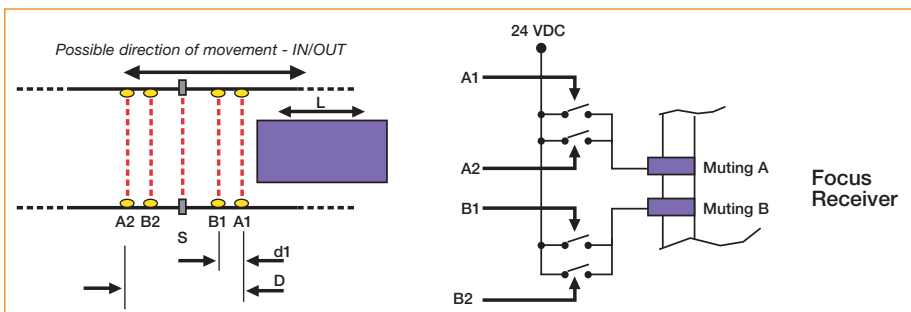 Possible direction of movement - IN/OUT
L
A2 B2 S B1 A1
d1
D
24 VDC
A1
A2
B1
B2
Muting A
Muting B
Focus
Receiver